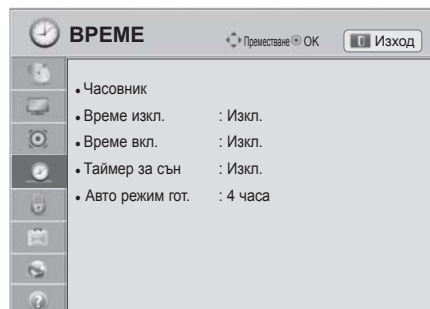 ВРЕМЕ Преместване OK Изход
• Часовник
• Време изкл. : Изкл.
• Време вкл. : Изкл.
• Таймер за сън : Изкл.
• Авто режим гот. : 4 часа